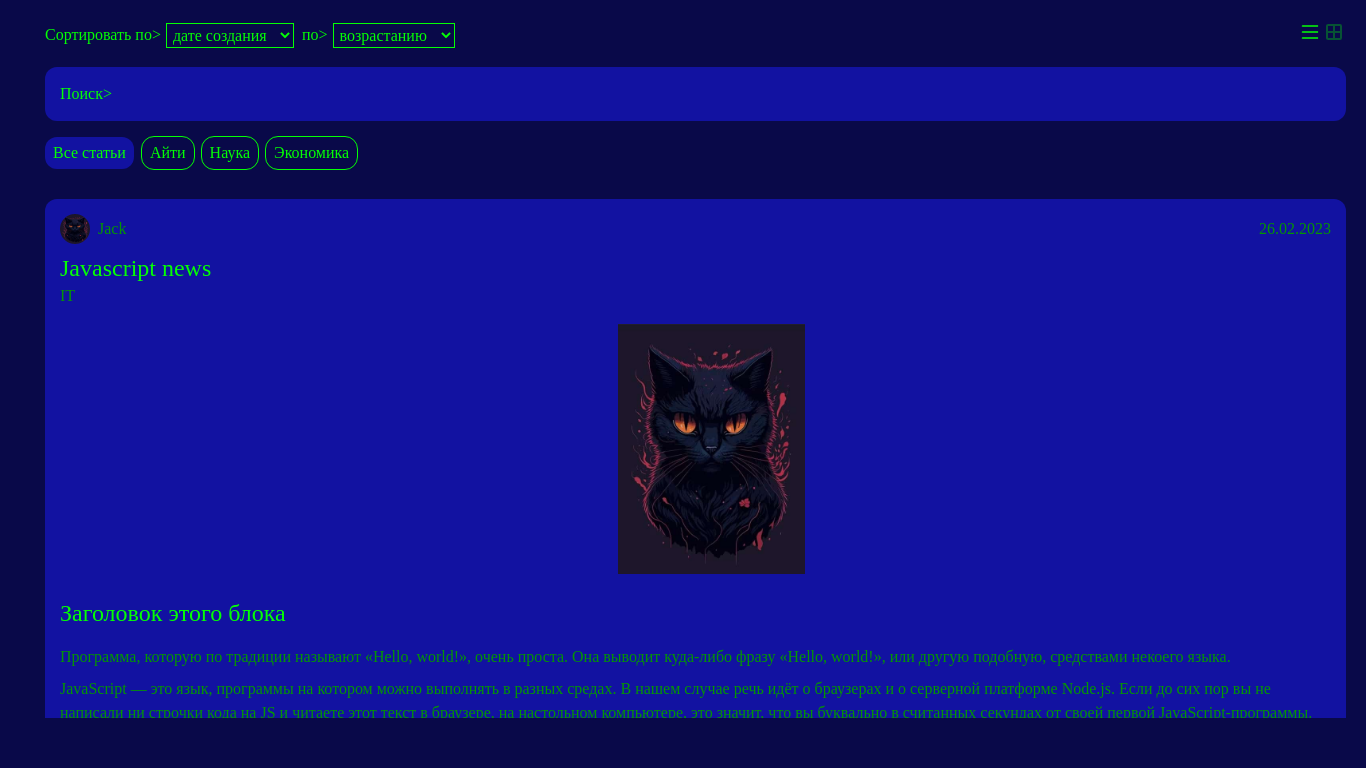 Сортировать по> дате создания по> возрастанию
Поиск>
Все статьи Айти Наука Экономика
Jack 26.02.2023
Javascript news
IT
Заголовок этого блока
Программа, которую по традиции называют «Hello, world!», очень проста. Она выводит куда-либо фразу «Hello, world!», или другую подобную, средствами некоего языка.
JavaScript — это язык, программы на котором можно выполнять в разных средах. В нашем случае речь идёт о браузерах и о серверной платформе Node.js. Если до сих пор вы не
написали ни строчки кода на JS и читаете этот текст в браузере, на настольном компьютере, это значит, что вы буквально в считанных секундах от своей первой JavaScript-программы.